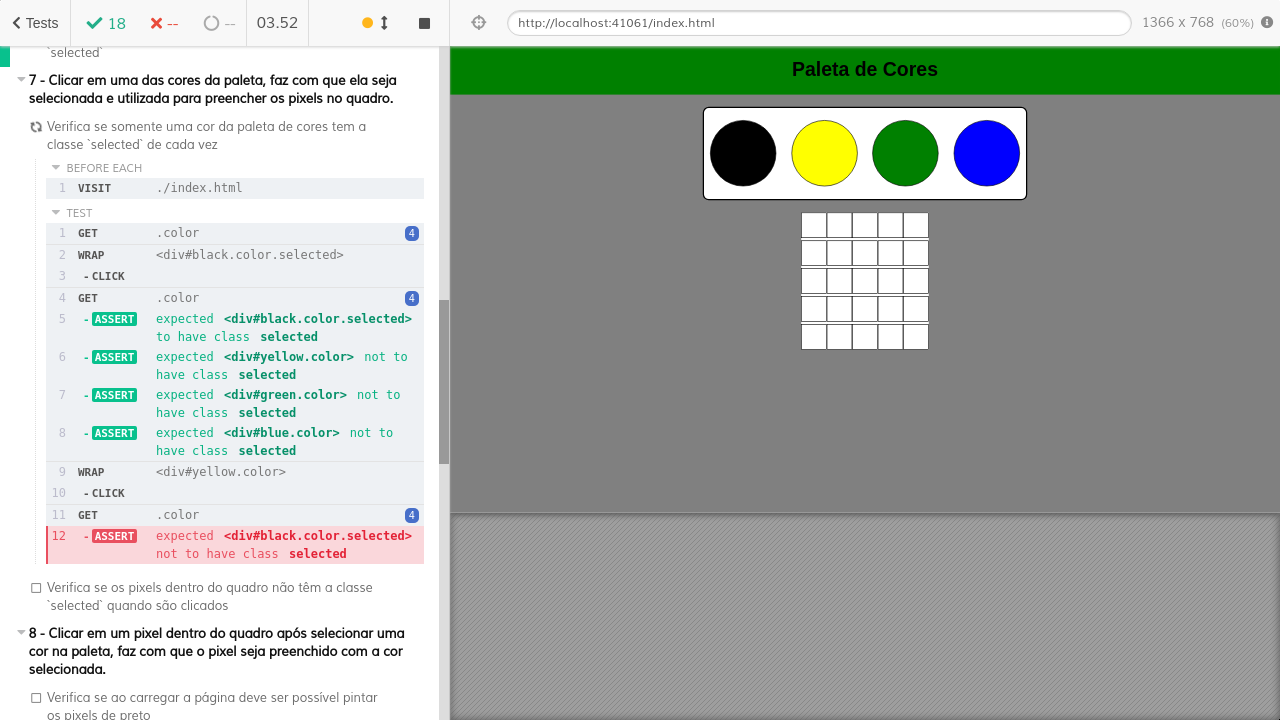 Tests
18
--
--
03.52
http://localhost:41061/index.html
1366 x 768 (60%)
`selected`
7 - Clicar em uma das cores da paleta, faz com que ela seja
selecionada e utilizada para preencher os pixels no quadro.
Verifica se somente uma cor da paleta de cores tem a
classe `selected` de cada vez
BEFORE EACH
1 VISIT ./index.html
TEST
1 GET .color 4
2 WRAP <div#black.color.selected>
3 -CLICK
4 GET .color 4
5 -ASSERT expected <div#black.color.selected>
to have class selected
6 -ASSERT expected <div#yellow.color> not to
have class selected
7 -ASSERT expected <div#green.color> not to
have class selected
8 -ASSERT expected <div#blue.color> not to
have class selected
9 WRAP <div#yellow.color>
10 -CLICK
11 GET .color 4
12 -ASSERT expected <div#black.color.selected>
not to have class selected
Verifica se os pixels dentro do quadro não têm a classe
`selected` quando são clicados
8 - Clicar em um pixel dentro do quadro após selecionar uma
cor na paleta, faz com que o pixel seja preenchido com a cor
selecionada.
Verifica se ao carregar a página deve ser possível pintar
os pixels de preto
Paleta de Cores